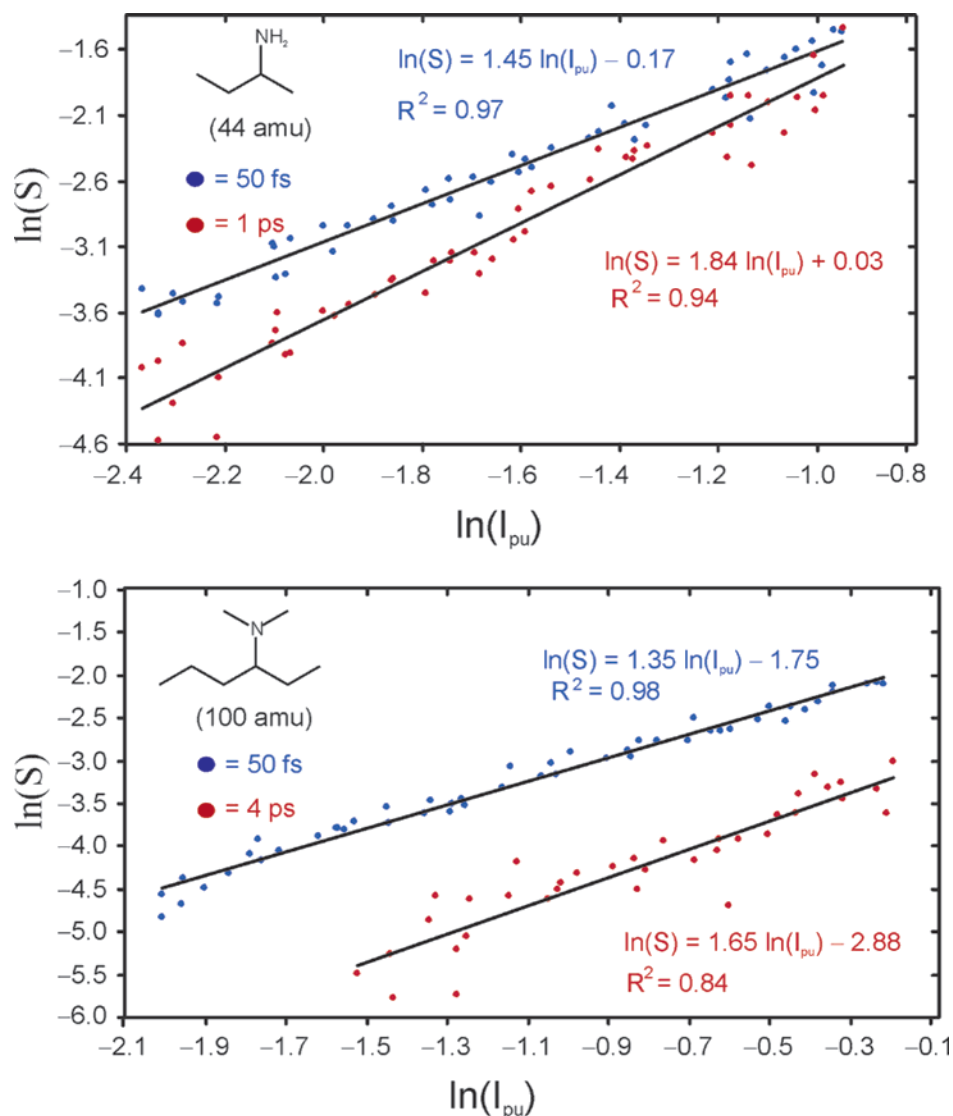 −1.6
−2.1
−2.6
−3.1
−3.6
−4.1
−4.6
ln(S)
NH2
(44 amu)
= 50 fs
= 1 ps
ln(S) = 1.45 ln(Ipu) − 0.17
R2 = 0.97
ln(S) = 1.84 ln(Ipu) + 0.03
R2 = 0.94
−2.4 −2.2 −2.0 −1.8 −1.6 −1.4 −1.2 −1.0 −0.8
ln(Ipu)
−1.0
−1.5
−2.0
−2.5
−3.0
−3.5
−4.0
−4.5
−5.0
−5.5
−6.0
ln(S)
N
(100 amu)
= 50 fs
= 4 ps
ln(S) = 1.35 ln(Ipu) − 1.75
R2 = 0.98
ln(S) = 1.65 ln(Ipu) − 2.88
R2 = 0.84
−2.1 −1.9 −1.7 −1.5 −1.3 −1.1 −0.9 −0.7 −0.5 −0.3 −0.1
ln(Ipu)